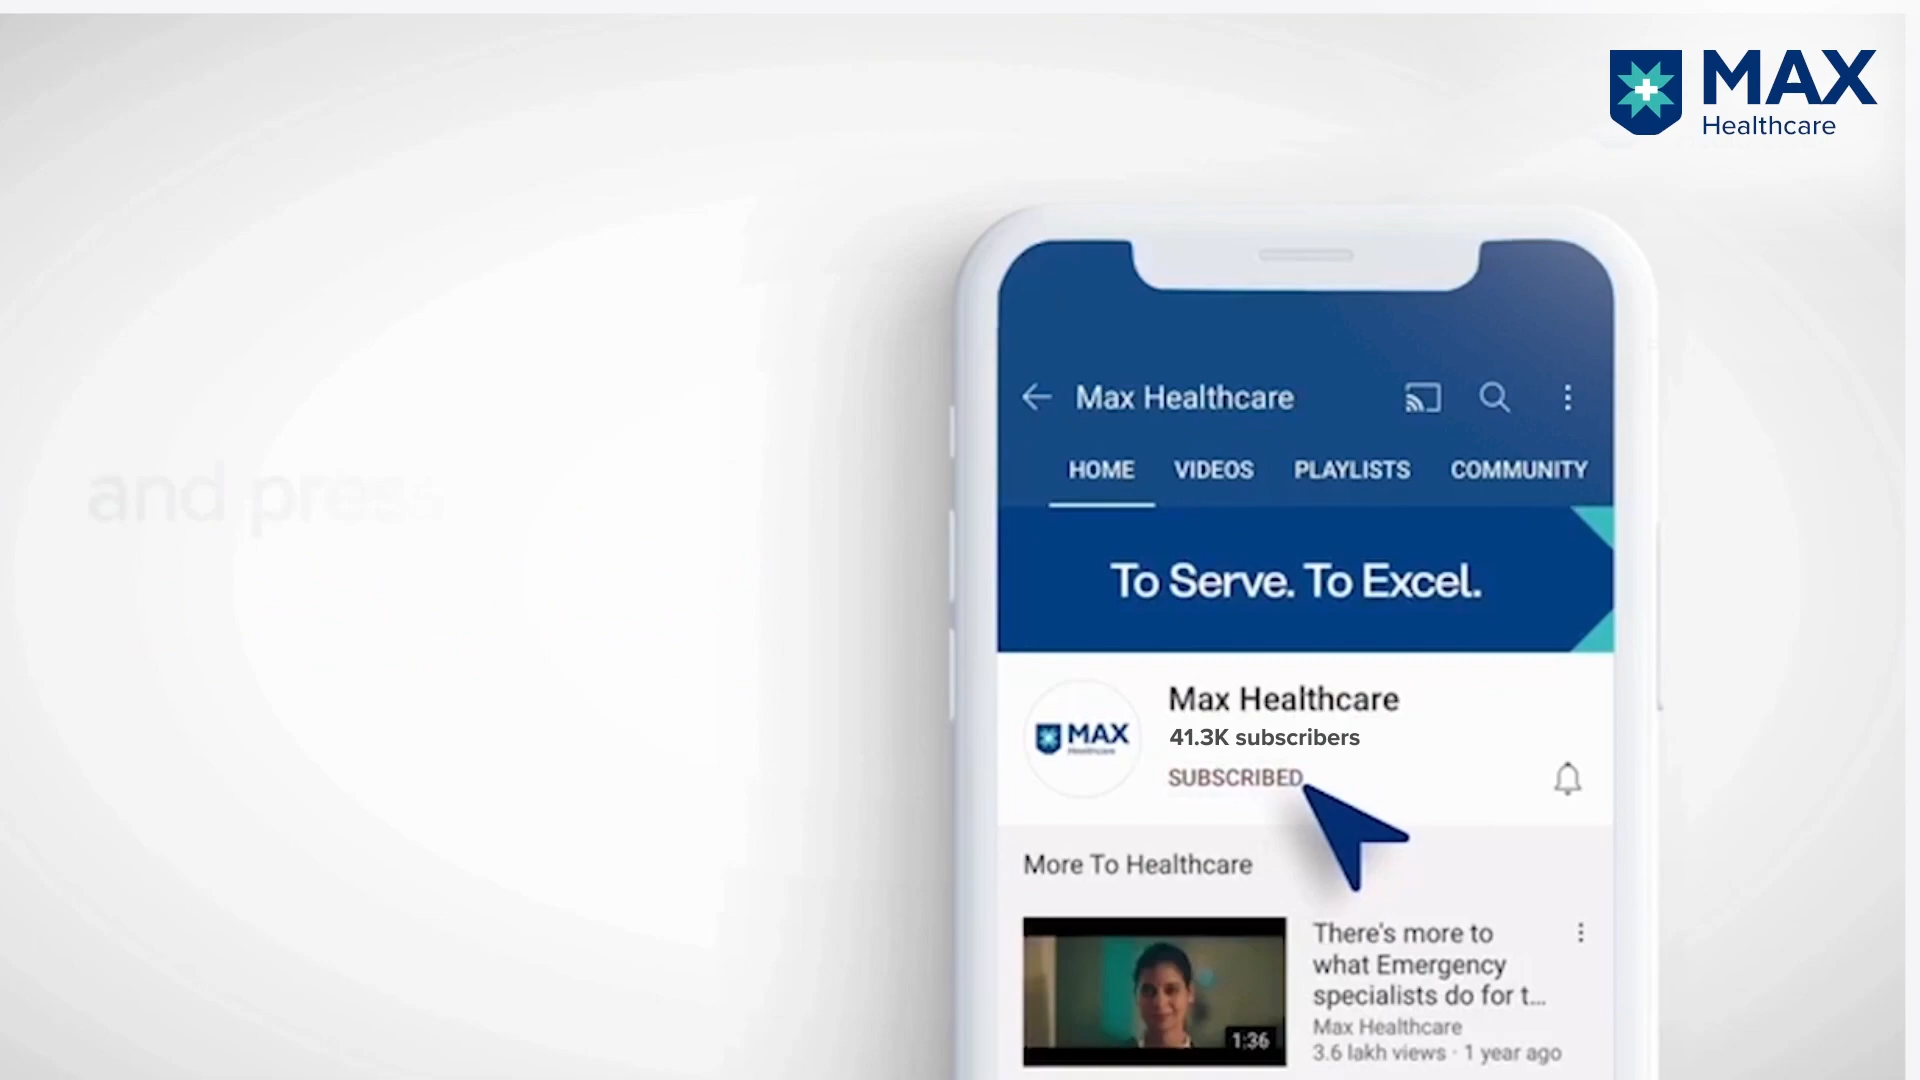 MAX
Healthcare
and press
Max Healthcare
HOME VIDEOS PLAYLISTS COMMUNITY
To Serve. To Excel.
MAX
Healthcare
Max Healthcare
41.3K subscribers
SUBSCRIBED
More To Healthcare
There's more to
what Emergency
specialists do for t...
Max Healthcare
3.6 lakh views · 1 year ago
1:36